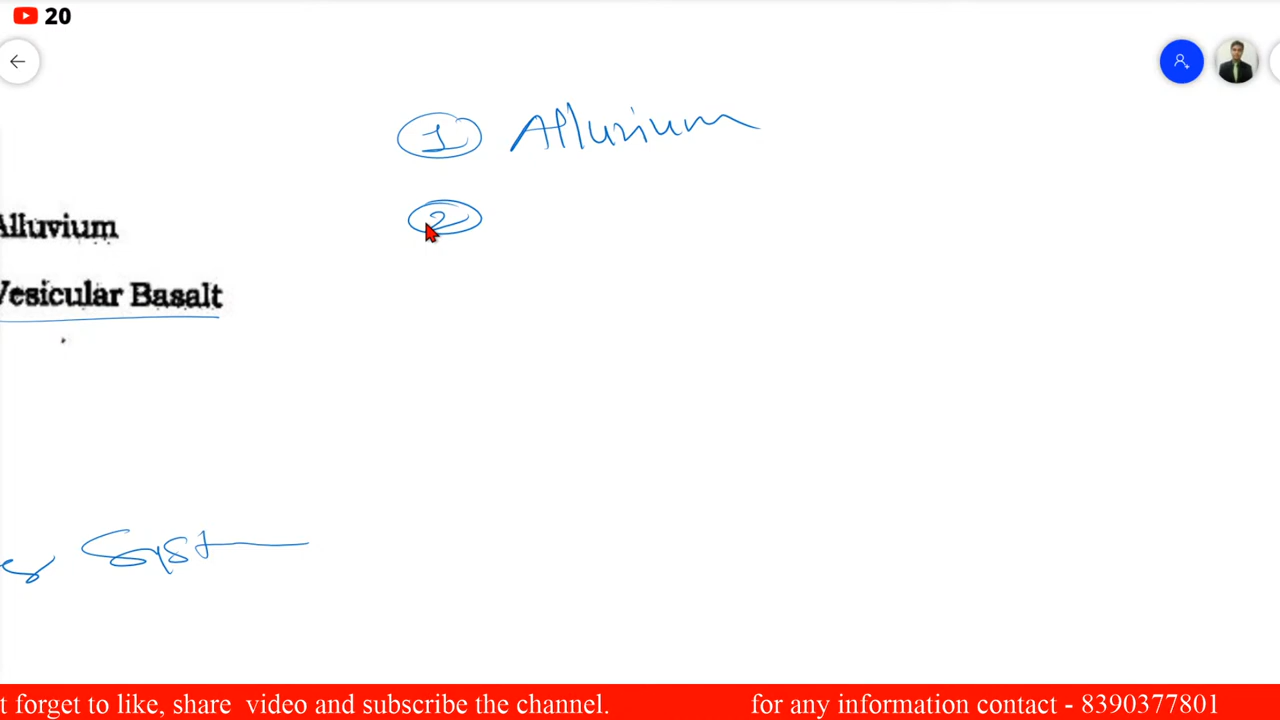 20
1 Alluvium
2
Alluvium
Vesicular Basalt
Syst
t forget to like, share video and subscribe the channel. for any information contact - 8390377801